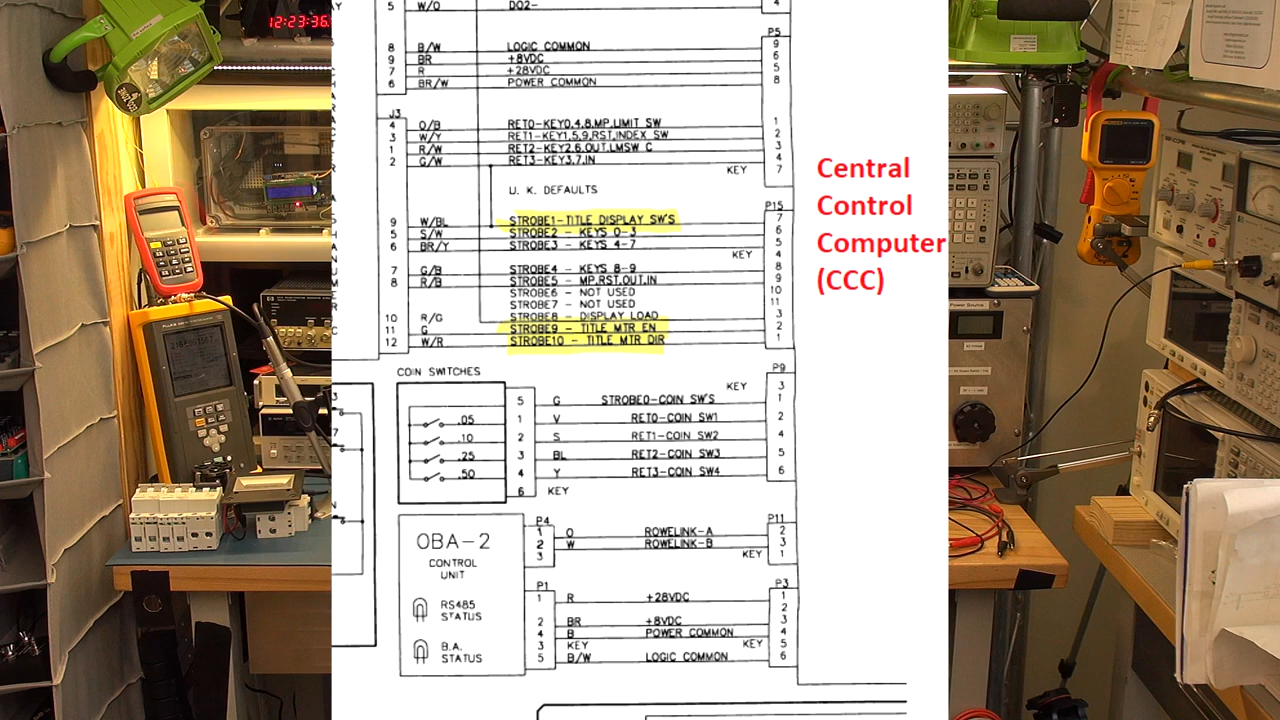 12:23:36
5 W/O DO2- 4
P5
8 B/W LOGIC COMMON 9
9 BR +8VDC 6
7 R +28VDC 5
6 BR/W POWER COMMON 8
J3
4 O/B RET0-KEY0,4,8,MP,LIMIT SW 1
3 W/Y RET1-KEY1,5,9,RST,INDEX SW 2
1 R/W RET2-KEY2,6,OUT,LMSW C 3
2 G/W RET3-KEY3,7,IN 4
KEY 7
U. K. DEFAULTS
P15
9 W/BL STROBE1-TITLE DISPLAY SW'S 7
5 S/W STROBE2 - KEYS 0-3 6
6 BR/Y STROBE3 - KEYS 4-7 5
KEY 4
7 G/B STROBE4 - KEYS 8-9 8
8 R/B STROBE5 - MP,RST,OUT,IN 9
STROBE6 - NOT USED 10
STROBE7 - NOT USED 11
10 R/G STROBE8 - DISPLAY LOAD 3
11 G STROBE9 - TITLE MTR EN 2
12 W/R STROBE10 - TITLE MTR DIR 1
Central
Control
Computer
(CCC)
COIN SWITCHES
P9
KEY 3
5 G STROBE0-COIN SW'S 1
.05 1 V RET0-COIN SW1 2
.10 2 S RET1-COIN SW2 4
.25 3 BL RET2-COIN SW3 5
.50 4 Y RET3-COIN SW4 6
6 KEY
OBA-2
CONTROL
UNIT
RS485
STATUS
B.A.
STATUS
P4 P11
1 O ROWELINK-A 2
2 W ROWELINK-B 3
3 KEY 1
P1 P3
1 R +28VDC 1
2
2 BR +8VDC 3
4 B POWER COMMON 4
3 KEY KEY 5
5 B/W LOGIC COMMON 6